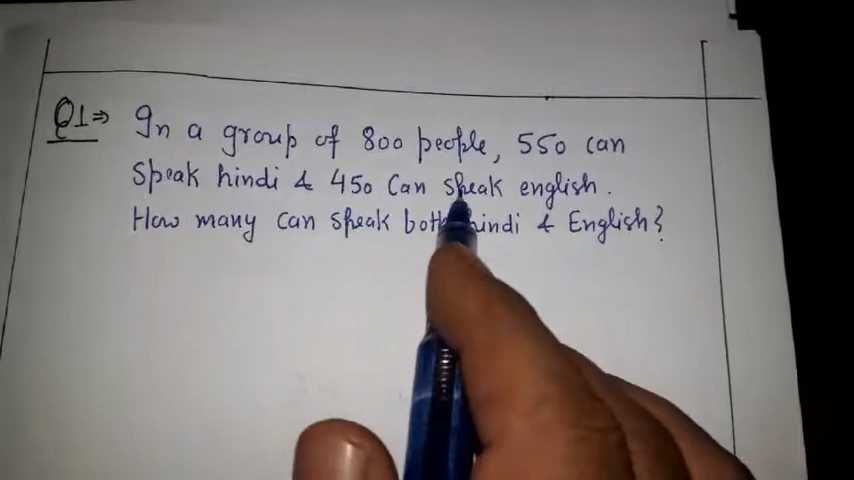 Q1⇒ In a group of 800 people, 550 can
Speak hindi & 450 Can speak english.
How many can speak both hindi & English?